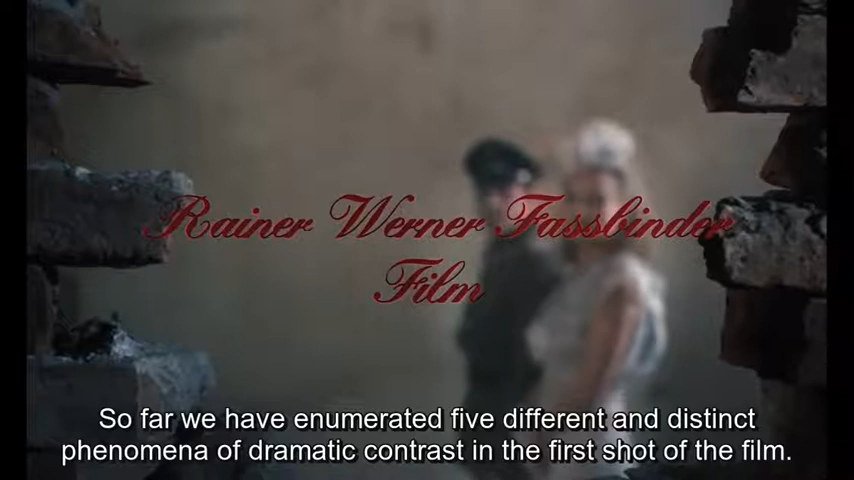 Rainer Werner Fassbinder
Film
So far we have enumerated five different and distinct
phenomena of dramatic contrast in the first shot of the film.